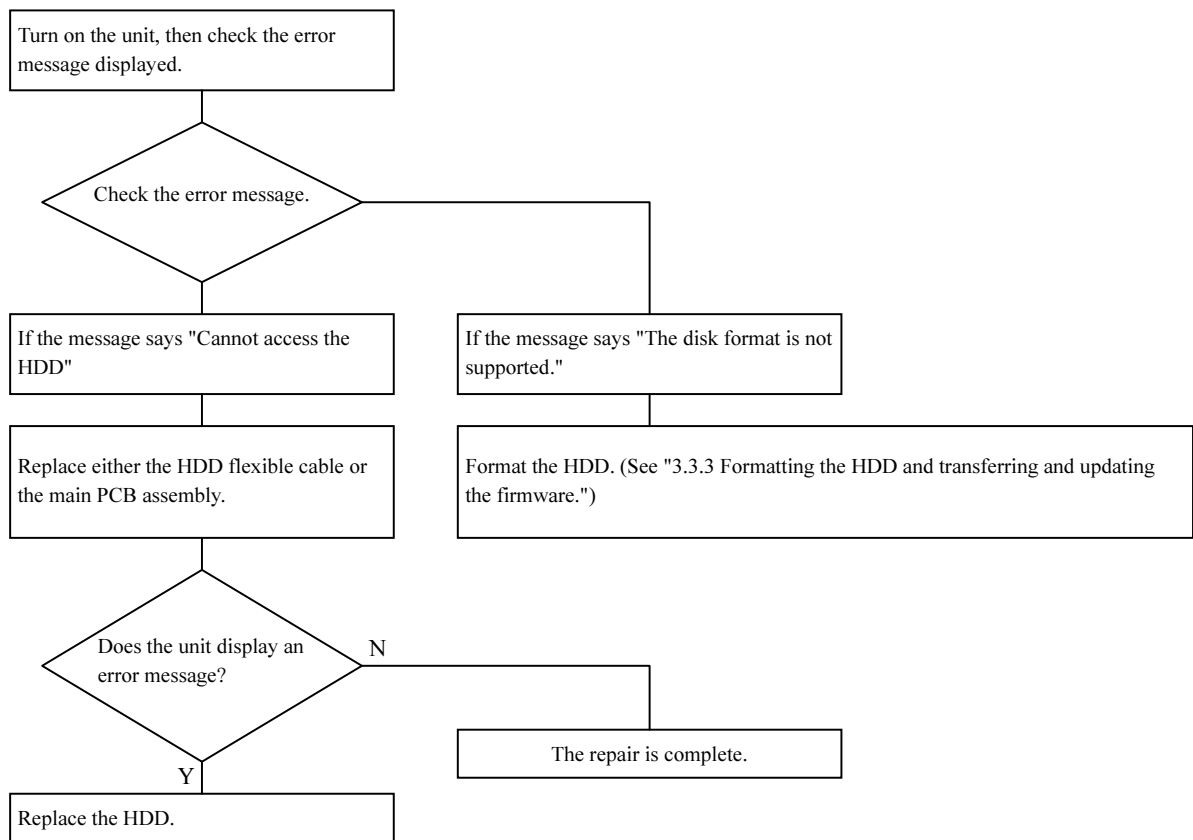 Turn on the unit, then check the error
message displayed.
Check the error message.
If the message says "Cannot access the
HDD"
If the message says "The disk format is not
supported."
Replace either the HDD flexible cable or
the main PCB assembly.
Format the HDD. (See "3.3.3 Formatting the HDD and transferring and updating
the firmware.")
Does the unit display an
error message?
N
The repair is complete.
Y
Replace the HDD.